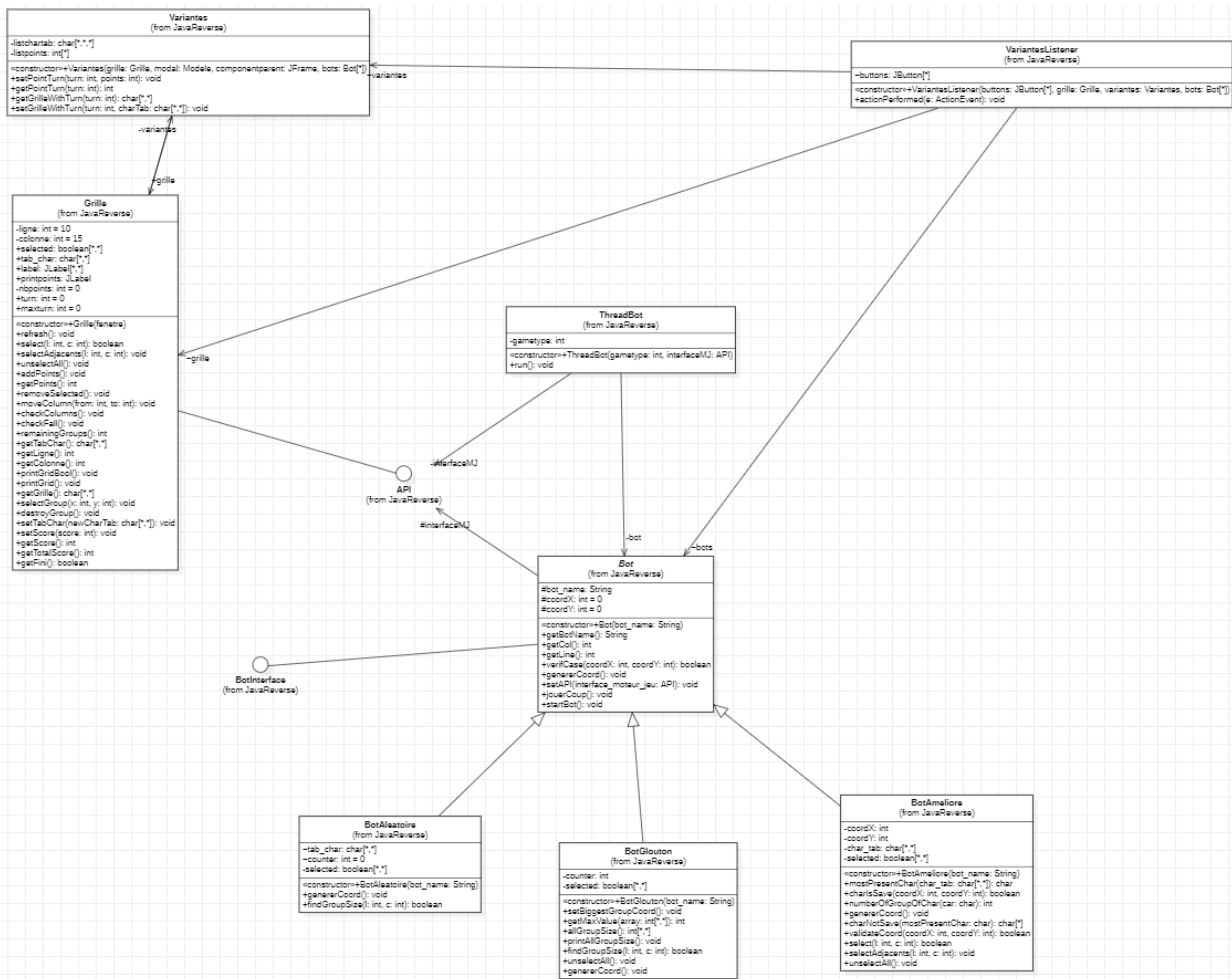 Variantes
(from JavaReverse)
-listchartab: char[*,*,*]
-listpoints: int[*]
«constructor»+Variantes(grille: Grille, modal: Modele, componentparent: JFrame, bots: Bot[*])
+setPointTurn(turn: int, points: int): void
+getPointTurn(turn: int): int
+getGrilleWithTurn(turn: int): char[*,*]
+setGrilleWithTurn(turn: int, charTab: char[*,*]): void
~variantes
VariantesListener
(from JavaReverse)
~buttons: JButton[*]
«constructor»+VariantesListener(buttons: JButton[*], grille: Grille, variantes: Variantes, bots: Bot[*])
+actionPerformed(e: ActionEvent): void
-variantes
+grille
Grille
(from JavaReverse)
-ligne: int = 10
-colonne: int = 15
+selected: boolean[*,*]
+tab_char: char[*,*]
+label: JLabel[*,*]
+printpoints: JLabel
-nbpoints: int = 0
+turn: int = 0
+maxturn: int = 0
«constructor»+Grille(fenetre)
+refresh(): void
+select(l: int, c: int): boolean
+selectAdjacents(l: int, c: int): void
+unselectAll(): void
+addPoints(): void
+getPoints(): int
+removeSelected(): void
+moveColumn(from: int, to: int): void
+checkColumns(): void
+checkFall(): void
+remainingGroups(): int
+getTabChar(): char[*,*]
+getLigne(): int
+getColonne(): int
+printGridBool(): void
+printGrid(): void
+getGrille(): char[*,*]
+selectGroup(x: int, y: int): void
+destroyGroup(): void
+setTabChar(newCharTab: char[*,*]): void
+setScore(score: int): void
+getScore(): int
+getTotalScore(): int
+getFini(): boolean
~grille
ThreadBot
(from JavaReverse)
-gametype: int
«constructor»+ThreadBot(gametype: int, interfaceMJ: API)
+run(): void
-interfaceMJ
API
(from JavaReverse)
#interfaceMJ
-bot
~bots
Bot
(from JavaReverse)
#bot_name: String
#coordX: int = 0
#coordY: int = 0
«constructor»+Bot(bot_name: String)
+getBotName(): String
+getCol(): int
+getLine(): int
+verifCase(coordX: int, coordY: int): boolean
+genererCoord(): void
+setAPI(interface_moteur_jeu: API): void
+jouerCoup(): void
+startBot(): void
BotInterface
(from JavaReverse)
BotAleatoire
(from JavaReverse)
~tab_char: char[*,*]
~counter: int = 0
-selected: boolean[*,*]
«constructor»+BotAleatoire(bot_name: String)
+genererCoord(): void
+findGroupSize(l: int, c: int): boolean
BotGlouton
(from JavaReverse)
-counter: int
-selected: boolean[*,*]
«constructor»+BotGlouton(bot_name: String)
+setBiggestGroupCoord(): void
+getMaxValue(array: int[*,*]): int
+allGroupSize(): int[*,*]
+printAllGroupSize(): void
+findGroupSize(l: int, c: int): boolean
+unselectAll(): void
+genererCoord(): void
BotAmeliore
(from JavaReverse)
-coordX: int
-coordY: int
-char_tab: char[*,*]
-selected: boolean[*,*]
«constructor»+BotAmeliore(bot_name: String)
+mostPresentChar(char_tab: char[*,*]): char
+charIsSave(coordX: int, coordY: int): boolean
+numberOfGroupOfChar(car: char): int
+genererCoord(): void
+charNotSave(mostPresentChar: char): char[*]
+validateCoord(coordX: int, coordY: int): boolean
+select(l: int, c: int): boolean
+selectAdjacents(l: int, c: int): void
+unselectAll(): void